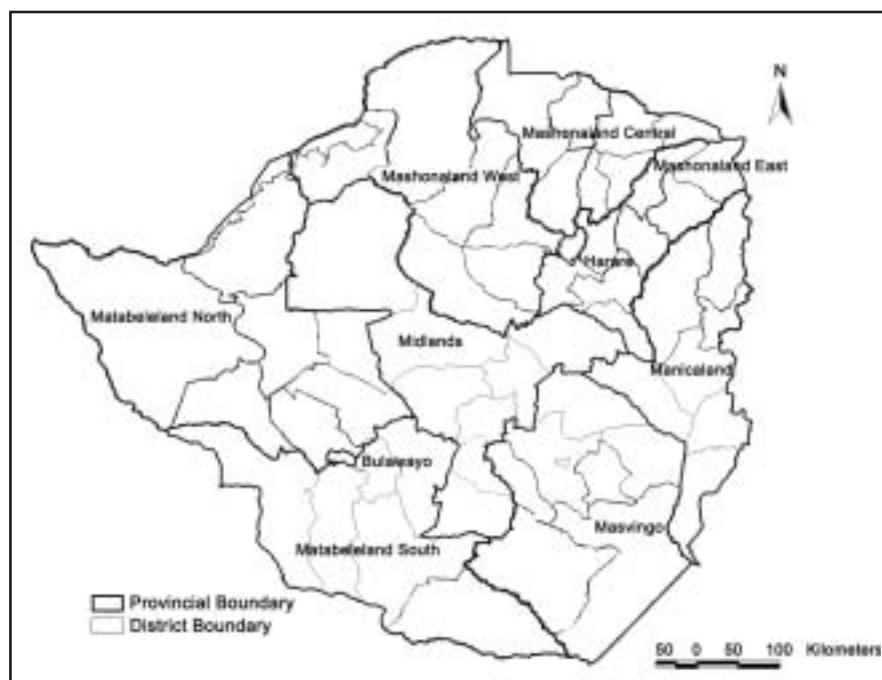 N
Mashonaland Central
Mashonaland East
Mashonaland West
Harare
Matabeleland North
Midlands
Manicaland
Bulawayo
Masvingo
Matabeleland South
Provincial Boundary
District Boundary
50 0 50 100 Kilometers